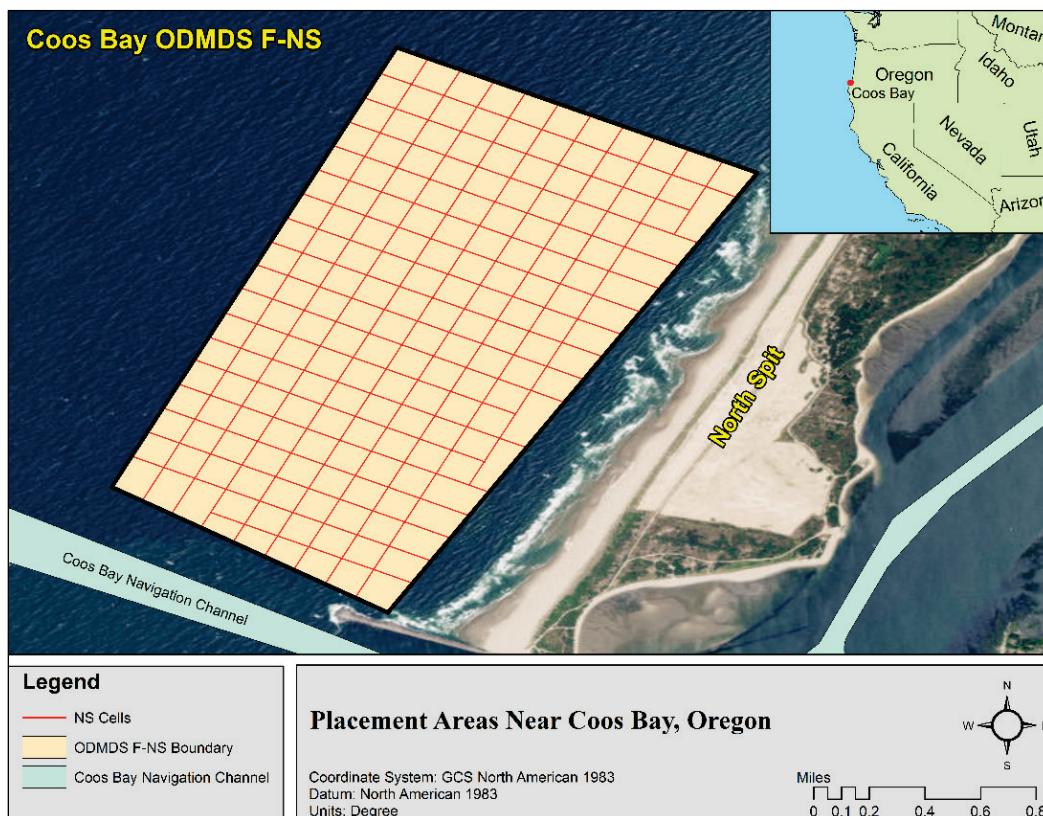 Coos Bay ODMDS F-NS
Montan
Idaho
Oregon
Coos Bay
Nevada
Utah
California
Arizon
North Spit
Coos Bay Navigation Channel
Legend
NS Cells
ODMDS F-NS Boundary
Coos Bay Navigation Channel
Placement Areas Near Coos Bay, Oregon
Coordinate System: GCS North American 1983
Datum: North American 1983
Units: Degree
N
W
S
Miles
0 0.1 0.2 0.4 0.6 0.8